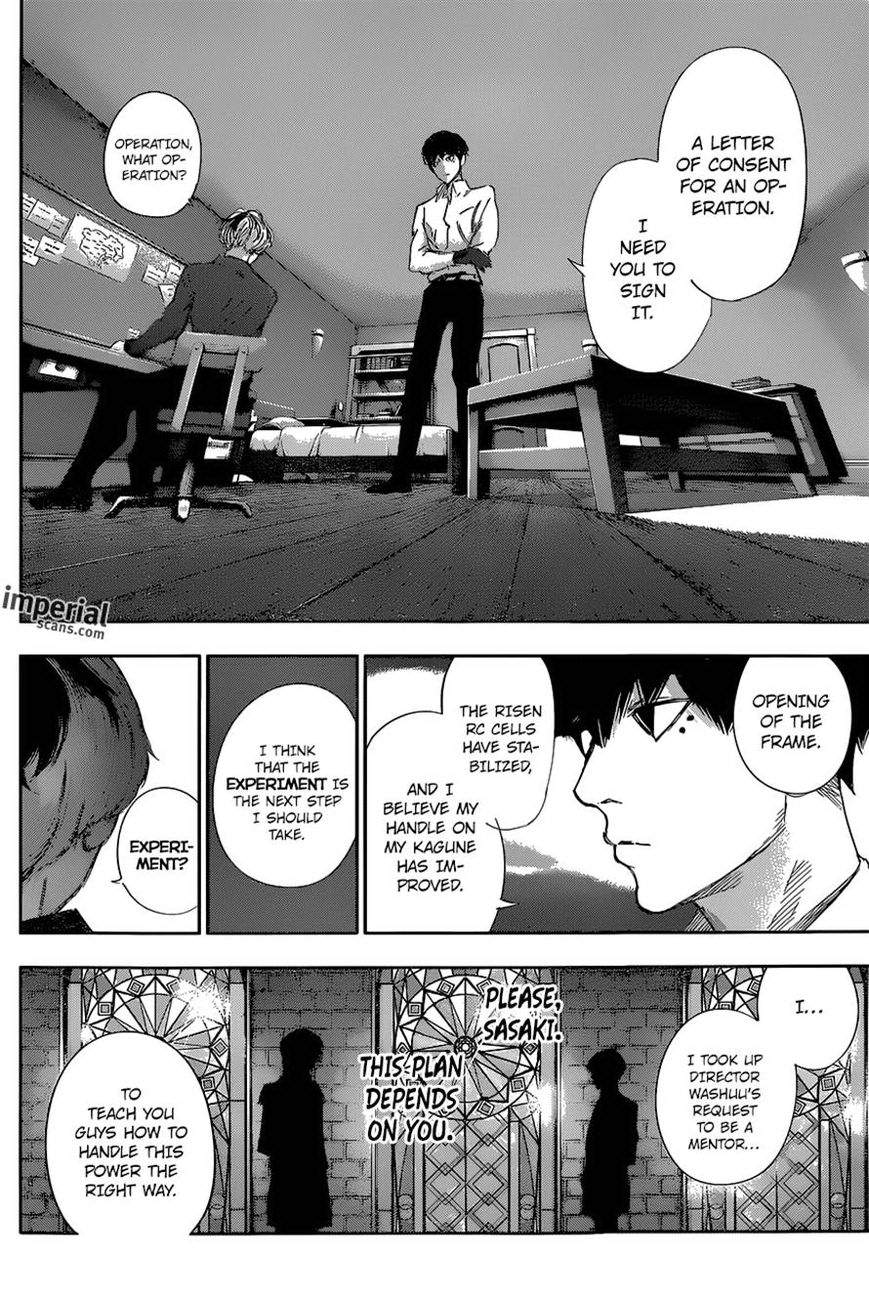 A LETTER
OF CONSENT
FOR AN OP-
ERATION.
I
NEED
YOU TO
SIGN
IT.
OPERATION,
WHAT OP-
ERATION?
imperial
scans.com
OPENING
OF THE
FRAME.
THE RISEN
RC CELLS
HAVE STA-
BILIZED,
AND I
BELIEVE MY
HANDLE ON
MY KAGUNE
HAS IM-
PROVED.
I THINK
THAT THE
EXPERIMENT IS
THE NEXT STEP
I SHOULD
TAKE.
EXPERI-
MENT?
I...
I TOOK UP
DIRECTOR
WASHUU'S
REQUEST
TO BE A
MENTOR...
PLEASE,
SASAKI.
THIS PLAN
DEPENDS
ON YOU.
TO
TEACH YOU
GUYS HOW TO
HANDLE THIS
POWER THE
RIGHT WAY.